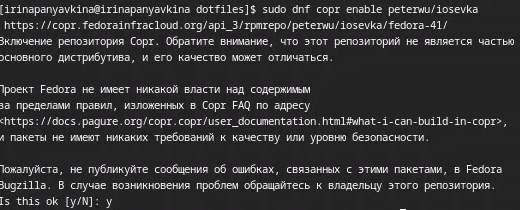 [irinapanyavkina@irinapanyavkina dotfiles]$ sudo dnf copr enable peterwu/iosevka
https://copr.fedorainfracloud.org/api_3/rpmrepo/peterwu/iosevka/fedora-41/
Включение репозитория Copr. Обратите внимание, что этот репозиторий не является частью
основного дистрибутива, и его качество может отличаться.
Проект Fedora не имеет никакой власти над содержимым
за пределами правил, изложенных в Copr FAQ по адресу
<https://docs.pagure.org/copr.copr/user_documentation.html#what-i-can-build-in-copr>,
и пакеты не имеют никаких требований к качеству или уровню безопасности.
Пожалуйста, не публикуйте сообщения об ошибках, связанных с этими пакетами, в Fedora
Bugzilla. В случае возникновения проблем обращайтесь к владельцу этого репозитория.
Is this ok [y/N]: y